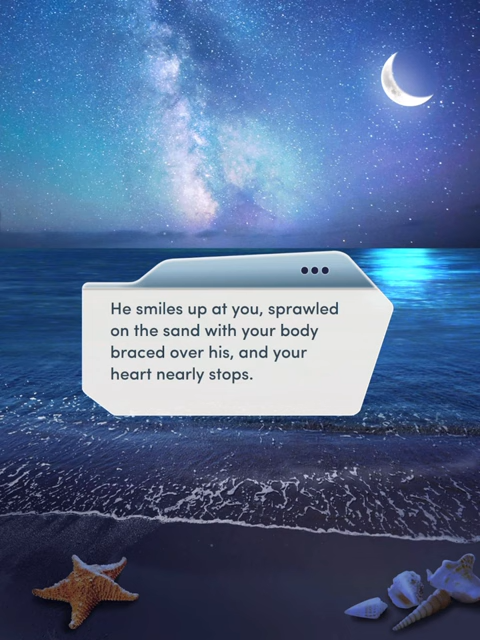 He smiles up at you, sprawled
on the sand with your body
braced over his, and your
heart nearly stops.